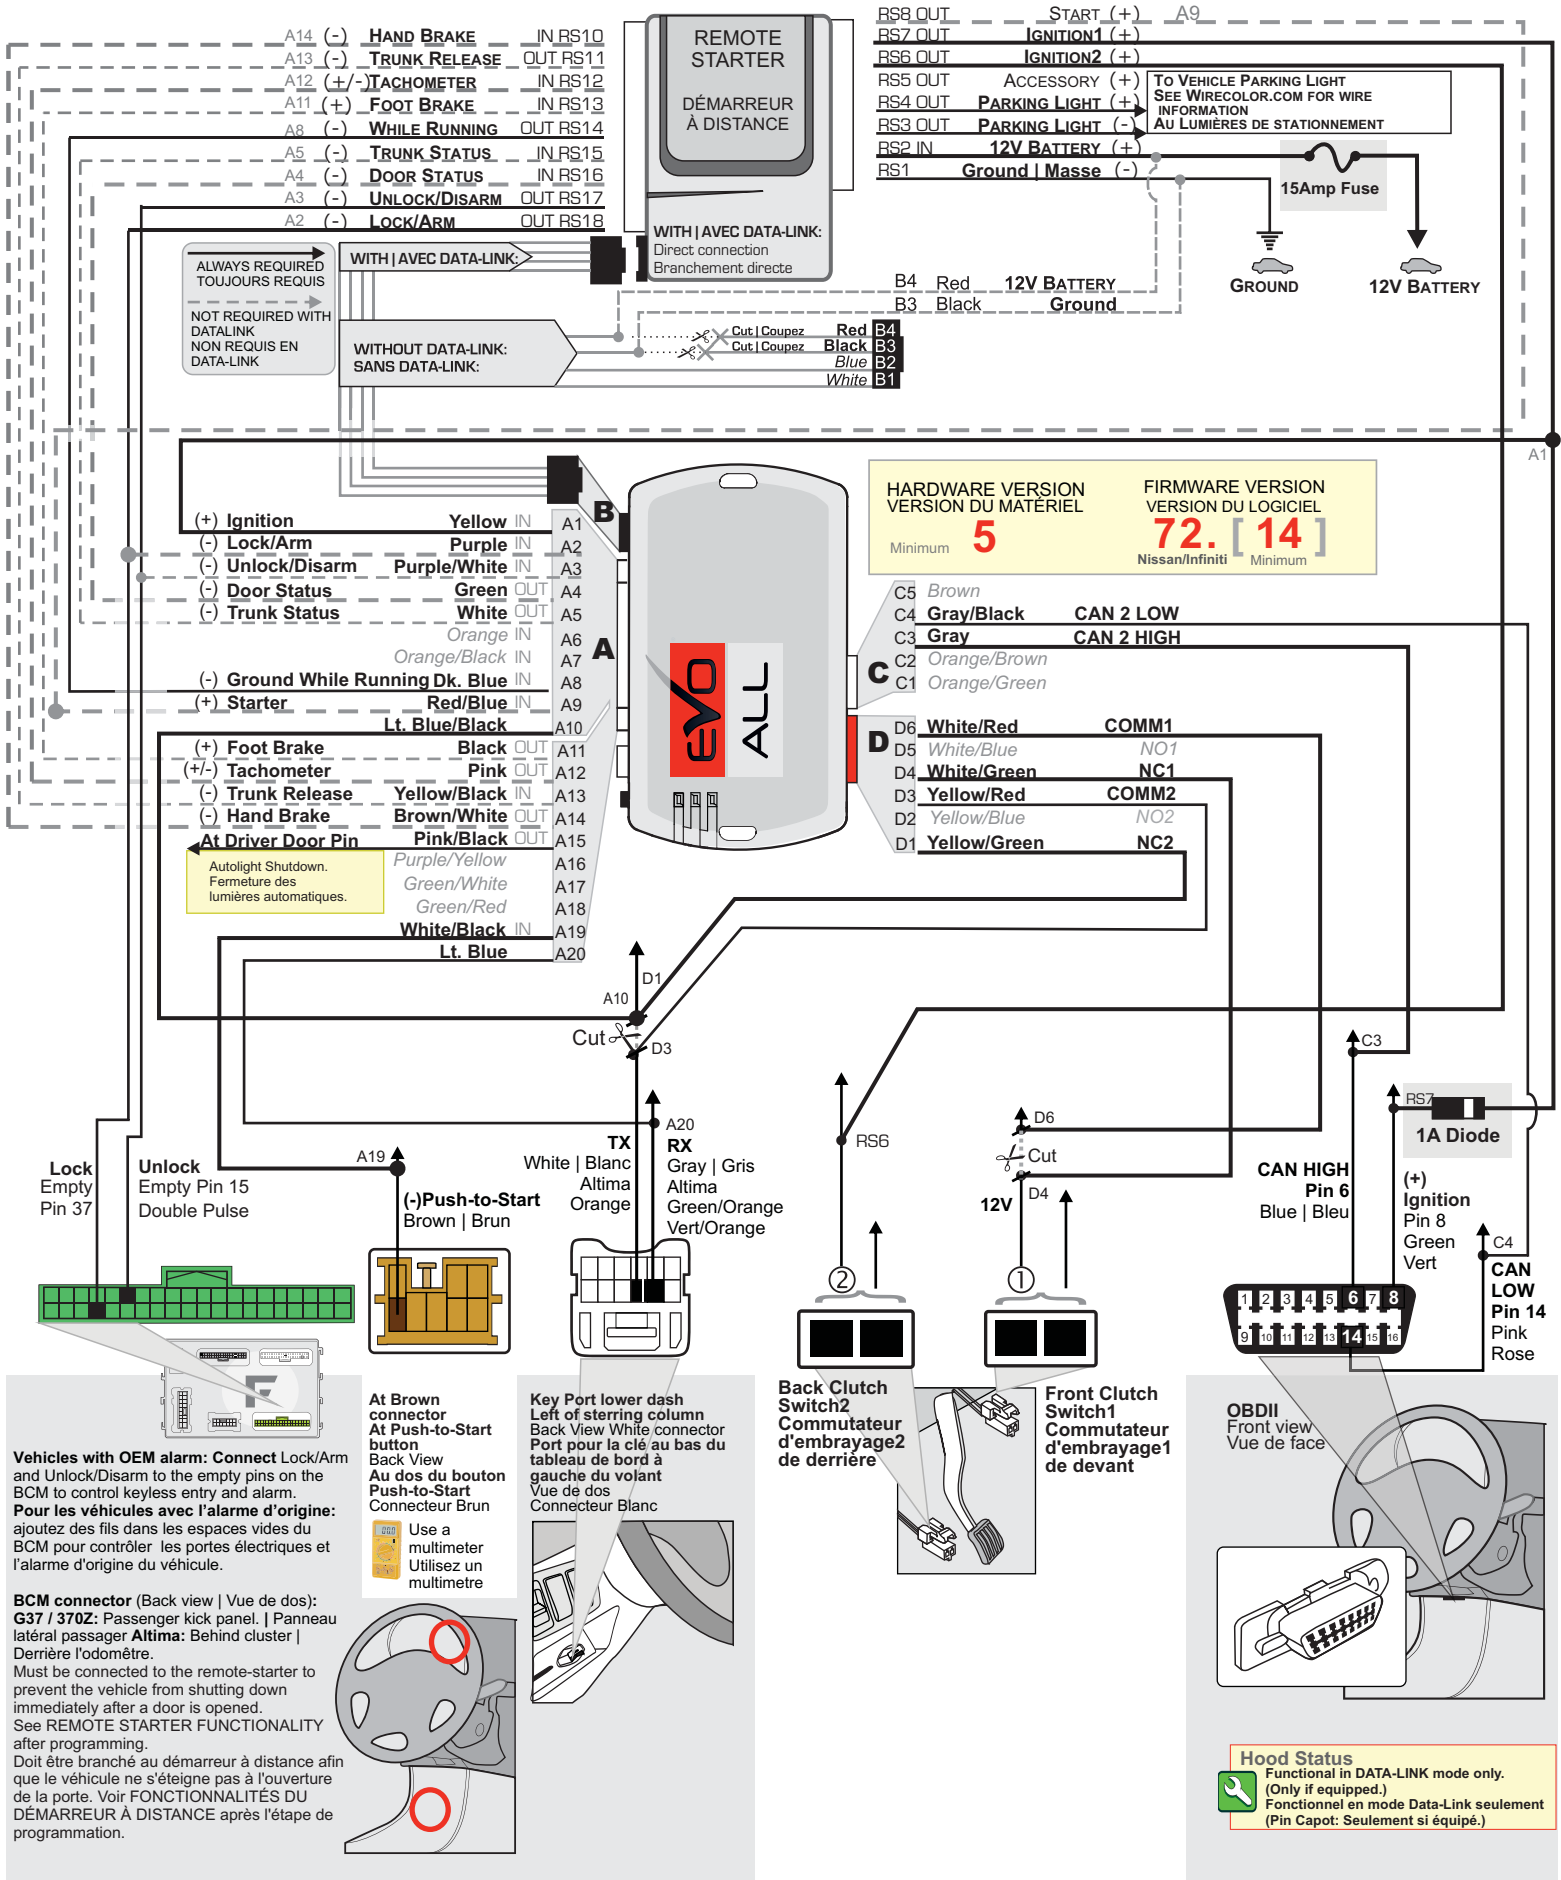 A14 (-) HAND BRAKE IN RS10
A13 (-) TRUNK RELEASE OUT RS11
A12 (+/-) TACHOMETER IN RS12
A11 (+) FOOT BRAKE IN RS13
A8 (-) WHILE RUNNING OUT RS14
A5 (-) TRUNK STATUS IN RS15
A4 (-) DOOR STATUS IN RS16
A3 (-) UNLOCK/DISARM OUT RS17
A2 (-) LOCK/ARM OUT RS18
REMOTE
STARTER
DÉMARREUR
À DISTANCE
WITH | AVEC DATA-LINK:
Direct connection
Branchement directe
RS8 OUT START (+) A9
RS7 OUT IGNITION1 (+)
RS6 OUT IGNITION2 (+)
RS5 OUT ACCESSORY (+)
RS4 OUT PARKING LIGHT (+)
RS3 OUT PARKING LIGHT (-)
RS2 IN 12V BATTERY (+)
RS1 Ground | Masse (-)
TO VEHICLE PARKING LIGHT
SEE WIRECOLOR.COM FOR WIRE
INFORMATION
AU LUMIÈRES DE STATIONNEMENT
15Amp Fuse
GROUND
12V BATTERY
ALWAYS REQUIRED
TOUJOURS REQUIS
NOT REQUIRED WITH
DATALINK
NON REQUIS EN
DATA-LINK
WITH | AVEC DATA-LINK:
WITHOUT DATA-LINK:
SANS DATA-LINK:
B4 Red 12V BATTERY
B3 Black Ground
Cut | Coupez Red B4
Cut | Coupez Black B3
Blue B2
White B1
A1
HARDWARE VERSION
VERSION DU MATÉRIEL
Minimum 5
FIRMWARE VERSION
VERSION DU LOGICIEL
72. [ 14 ]
Nissan/Infiniti Minimum
B
A
(+) Ignition Yellow IN A1
(-) Lock/Arm Purple IN A2
(-) Unlock/Disarm Purple/White IN A3
(-) Door Status Green OUT A4
(-) Trunk Status White OUT A5
Orange IN A6
Orange/Black IN A7
(-) Ground While Running Dk. Blue IN A8
(+) Starter Red/Blue IN A9
Lt. Blue/Black A10
(+) Foot Brake Black OUT A11
(+/-) Tachometer Pink OUT A12
(-) Trunk Release Yellow/Black IN A13
(-) Hand Brake Brown/White OUT A14
At Driver Door Pin Pink/Black OUT A15
Purple/Yellow A16
Green/White A17
Green/Red A18
White/Black IN A19
Lt. Blue A20
Autolight Shutdown.
Fermeture des
lumières automatiques.
EVO
ALL
C
C5 Brown
C4 Gray/Black CAN 2 LOW
C3 Gray CAN 2 HIGH
C2 Orange/Brown
C1 Orange/Green
D
D6 White/Red COMM1
D5 White/Blue NO1
D4 White/Green NC1
D3 Yellow/Red COMM2
D2 Yellow/Blue NO2
D1 Yellow/Green NC2
D1
A10
Cut
D3
Lock
Empty
Pin 37
Unlock
Empty Pin 15
Double Pulse
A19
(-)Push-to-Start
Brown | Brun
TX
White | Blanc
Altima
Orange
A20
RX
Gray | Gris
Altima
Green/Orange
Vert/Orange
RS6
2
D6
Cut
D4
12V
1
C3
CAN HIGH
Pin 6
Blue | Bleu
RS7
1A Diode
(+)
Ignition
Pin 8
Green
Vert
C4
CAN
LOW
Pin 14
Pink
Rose
1 2 3 4 5 6 7 8
9 10 11 12 13 14 15 16
F
Vehicles with OEM alarm: Connect Lock/Arm
and Unlock/Disarm to the empty pins on the
BCM to control keyless entry and alarm.
Pour les véhicules avec l’alarme d’origine:
ajoutez des fils dans les espaces vides du
BCM pour contrôler les portes électriques et
l’alarme d'origine du véhicule.
BCM connector (Back view | Vue de dos):
G37 / 370Z: Passenger kick panel. | Panneau
latéral passager Altima: Behind cluster |
Derrière l'odomêtre.
Must be connected to the remote-starter to
prevent the vehicle from shutting down
immediately after a door is opened.
See REMOTE STARTER FUNCTIONALITY
after programming.
Doit être branché au démarreur à distance afin
que le véhicule ne s'éteigne pas à l'ouverture
de la porte. Voir FONCTIONNALITÉS DU
DÉMARREUR À DISTANCE après l'étape de
programmation.
At Brown
connector
At Push-to-Start
button
Back View
Au dos du bouton
Push-to-Start
Connecteur Brun
Use a
multimeter
Utilisez un
multimetre
Key Port lower dash
Left of sterring column
Back View White connector
Port pour la clé au bas du
tableau de bord à
gauche du volant
Vue de dos
Connecteur Blanc
Back Clutch
Switch2
Commutateur
d'embrayage2
de derrière
Front Clutch
Switch1
Commutateur
d'embrayage1
de devant
OBDII
Front view
Vue de face
Hood Status
Functional in DATA-LINK mode only.
(Only if equipped.)
Fonctionnel en mode Data-Link seulement
(Pin Capot: Seulement si équipé.)